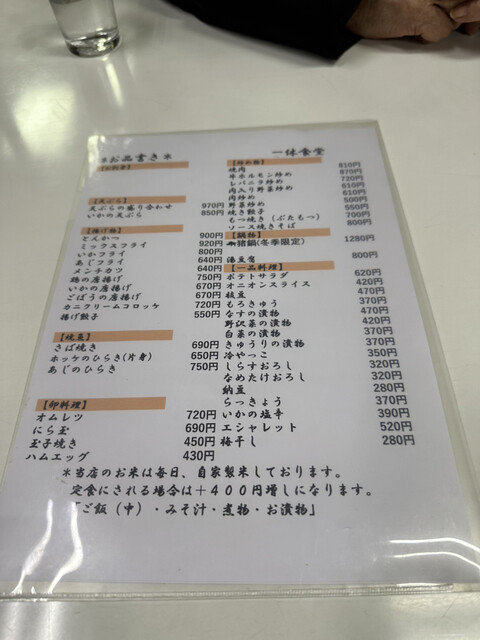 お品書き
一休食堂
【天ぷら】
天ぷらの盛り合わせ 970円
いかの天ぷら 850円
【揚げ物】
とんかつ 900円
ミックスフライ 920円
いかフライ 800円
あじフライ 640円
メンチカツ 640円
鶏の唐揚げ 750円
いかの唐揚げ 670円
ごぼうの唐揚げ 670円
カニクリームコロッケ 720円
揚げ餃子 550円
【焼魚】
さば焼き 690円
ホッケのひらき(片身) 650円
あじのひらき 750円
【卵料理】
オムレツ 720円
にら玉 690円
玉子焼き 450円
ハムエッグ 430円
【炒め物】
焼肉 810円
牛ホルモン炒め 870円
レバニラ炒め 720円
肉入り野菜炒め 610円
肉炒め 610円
野菜炒め 500円
焼き餃子 550円
もつ焼き（ぶたもつ） 700円
ソース焼きそば 800円
【鍋物】
猪鍋(冬季限定) 1280円
湯豆腐 800円
【一品料理】
ポテトサラダ 620円
オニオンスライス 420円
枝豆 470円
もろきゅう 370円
なすの漬物 470円
野沢菜の漬物 420円
白菜の漬物 370円
きゅうりの漬物 370円
冷やっこ 350円
しらすおろし 320円
なめたけおろし 320円
納豆 280円
らっきょう 370円
いかの塩辛 390円
エシャレット 520円
梅干し 280円
＊当店のお米は毎日、自家製米しております。
定食にされる場合は＋４００円増しになります。
「ご飯（中）・みそ汁・煮物・お漬物」